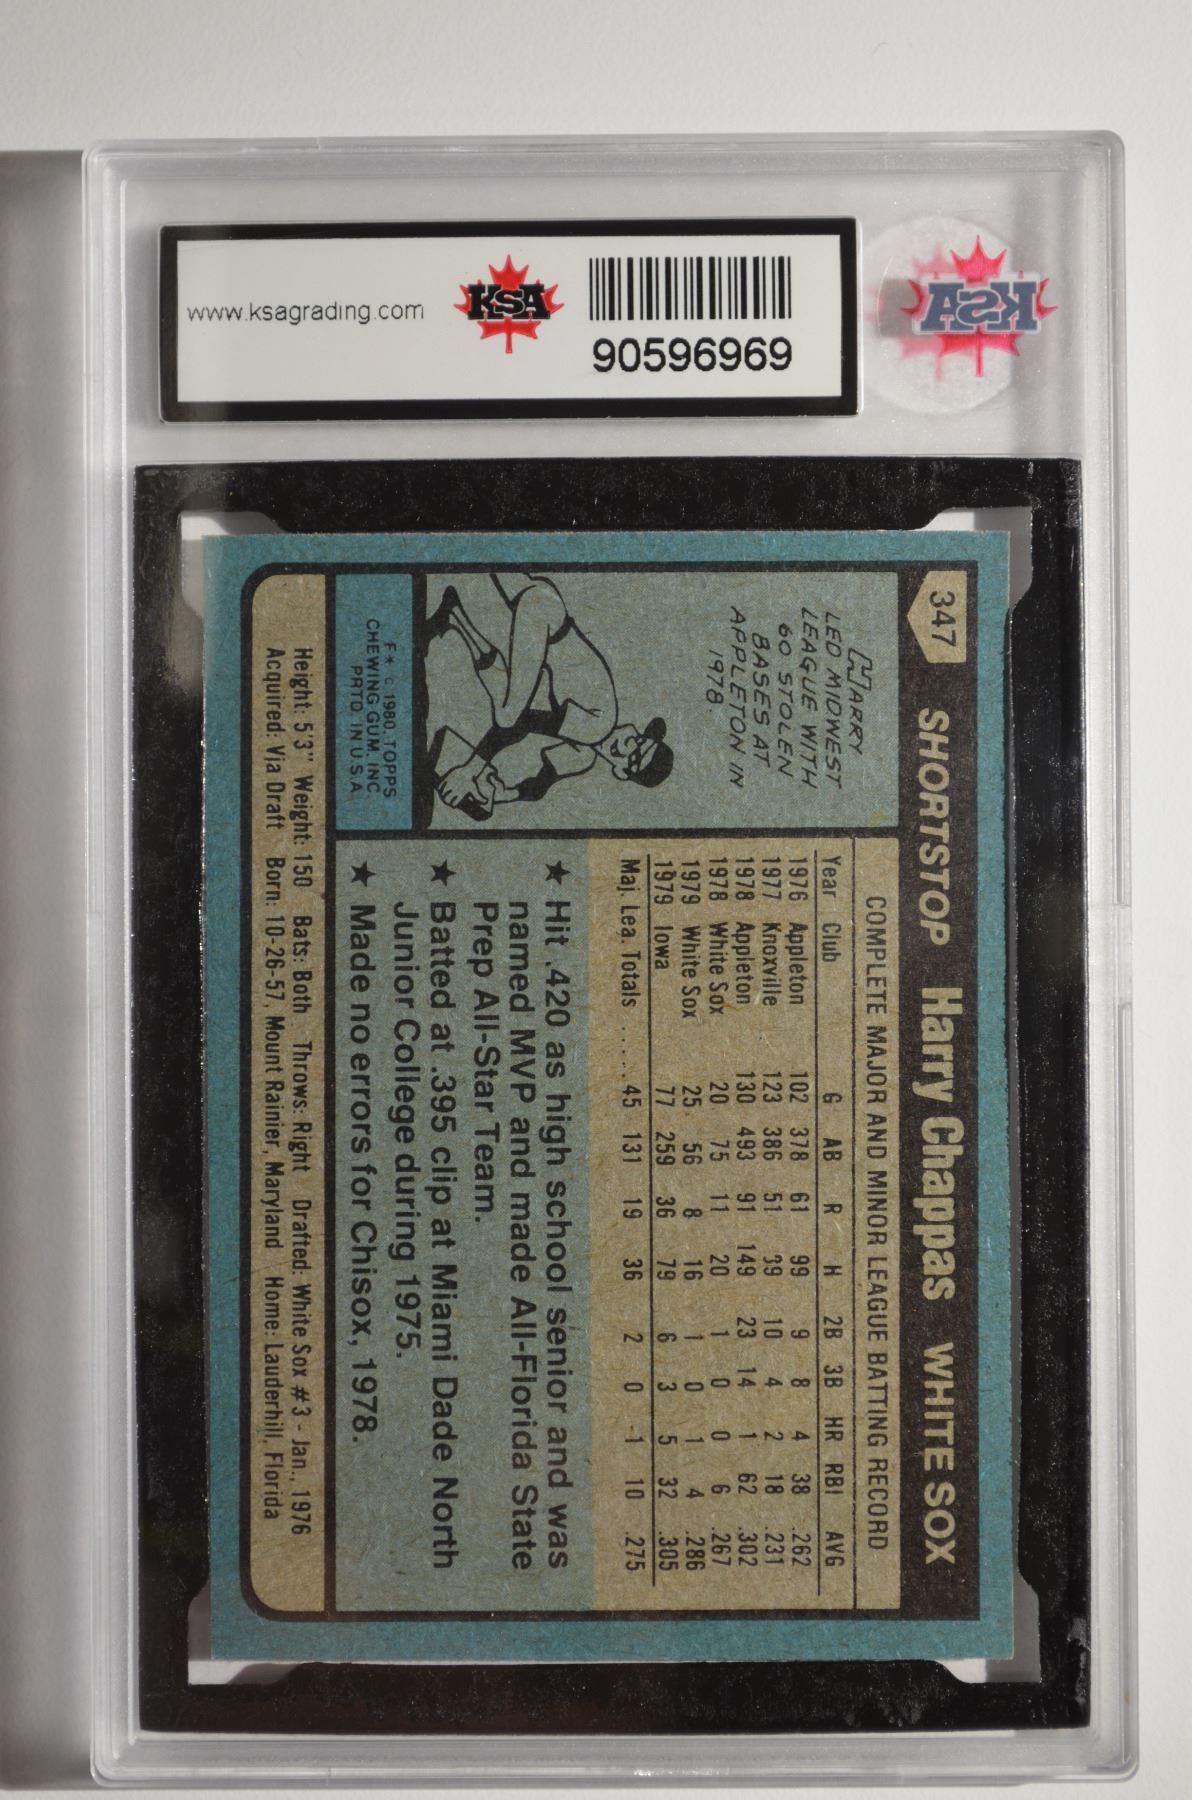 www.ksagrading.com
KSA
90596969
KSA
347 SHORTSTOP Harry Chappas WHITE SOX
HARRY
LED MIDWEST
LEAGUE WITH
60 STOLEN
BASES AT
APPLETON IN
1978.
F* © 1980 TOPPS
CHEWING GUM, INC.
PRTD. IN U.S.A.
COMPLETE MAJOR AND MINOR LEAGUE BATTING RECORD
Year Club G AB R H 2B 3B HR RBI AVG
1976 Appleton 102 378 61 99 9 8 4 38 .262
1977 Knoxville 123 386 51 39 10 4 2 18 .231
1978 Appleton 130 493 91 149 23 14 1 62 .302
1978 White Sox 20 75 11 20 1 0 0 6 .267
1979 White Sox 25 56 8 16 1 0 1 4 .286
1979 Iowa 77 259 36 79 6 3 5 32 .305
Maj. Lea. Totals ..... 45 131 19 36 2 0 1 10 .275
★ Hit .420 as high school senior and was
named MVP and made All-Florida State
Prep All-Star Team.
★ Batted at .395 clip at Miami Dade North
Junior College during 1975.
★ Made no errors for Chisox, 1978.
Height: 5'3" Weight: 150 Bats: Both Throws: Right Drafted: White Sox #3 - Jan., 1976
Acquired: Via Draft Born: 10-26-57, Mount Rainier, Maryland Home: Lauderhill, Florida